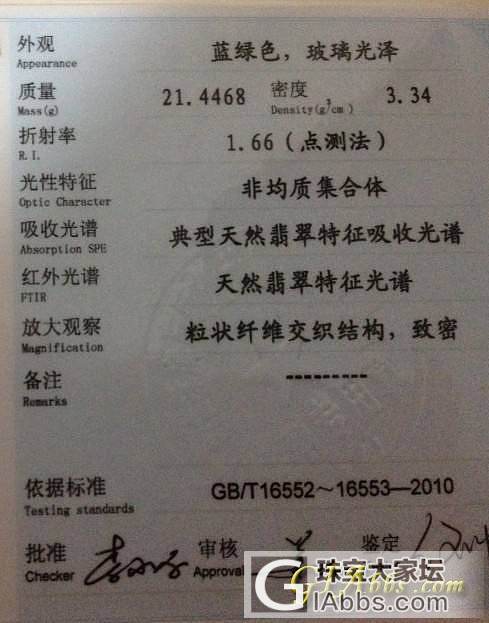 外观 蓝绿色，玻璃光泽
Appearance
质量 21.4468 密度 3.34
Mass(g) Density(g/cm³)
折射率 1.66（点测法）
R.I.
光性特征 非均质集合体
Optic Character
吸收光谱 典型天然翡翠特征吸收光谱
Absorption SPE
红外光谱 天然翡翠特征光谱
FTIR
放大观察 粒状纤维交织结构，致密
Magnification
备注 ---------
Remarks
依据标准 GB/T16552～16553—2010
Testing standards
批准 审核 鉴定
Checker Approval
珠宝大家坛
GIAbbs.com